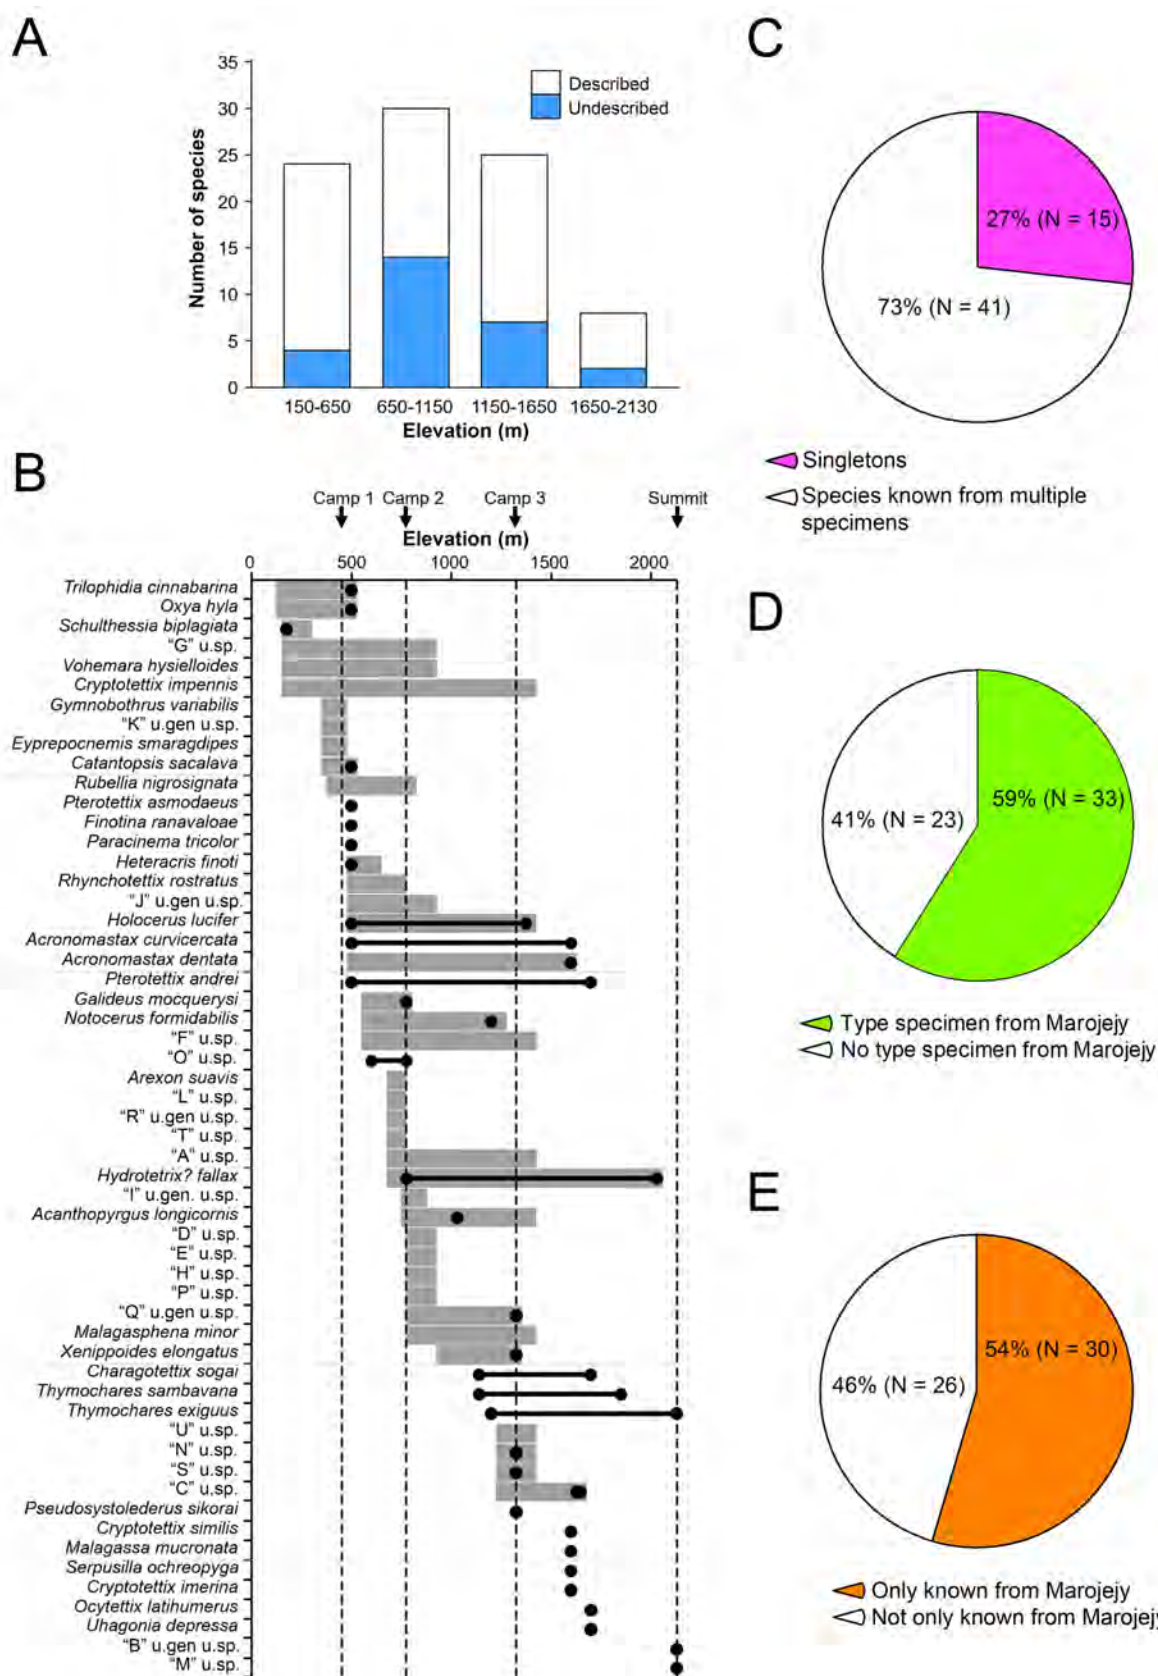 A
35
30
25
20
15
10
5
0
Number of species
Described
Undescribed
150-650
650-1150
1150-1650
1650-2130
Elevation (m)
C
27% (N = 15)
73% (N = 41)
Singletons
Species known from multiple
specimens
B
Camp 1
Camp 2
Camp 3
Summit
Elevation (m)
0
500
1000
1500
2000
Trilophidia cinnabarina
Oxya hyla
Schulthessia biplagiata
“G” u.sp.
Vohemara hysielloides
Cryptotettix impennis
Gymnobothrus variabilis
“K” u.gen u.sp.
Eyprepocnemis smaragdipes
Catantopsis sacalava
Rubellia nigrosignata
Pterotettix asmodaeus
Finotina ranavaloae
Paracinema tricolor
Heteracris finoti
Rhynchotettix rostratus
“J” u.gen u.sp.
Holocerus lucifer
Acronomastax curvicercata
Acronomastax dentata
Pterotettix andrei
Galideus mocquerysi
Notocerus formidabilis
“F” u.sp.
“O” u.sp.
Arexon suavis
“L” u.sp.
“R” u.gen u.sp.
“T” u.sp.
“A” u.sp.
Hydrotetrix? fallax
“I” u.gen. u.sp.
Acanthopyrgus longicornis
“D” u.sp.
“E” u.sp.
“H” u.sp.
“P” u.sp.
“Q” u.gen u.sp.
Malagasphena minor
Xenippoides elongatus
Charagotettix sogai
Thymochares sambavana
Thymochares exiguus
“U” u.sp.
“N” u.sp.
“S” u.sp.
“C” u.sp.
Pseudosystolederus sikorai
Cryptotettix similis
Malagassa mucronata
Serpusilla ochreopyga
Cryptotettix imerina
Ocytettix latihumerus
Uhagonia depressa
“B” u.gen u.sp.
“M” u.sp.
D
59% (N = 33)
41% (N = 23)
Type specimen from Marojejy
No type specimen from Marojejy
E
54% (N = 30)
46% (N = 26)
Only known from Marojejy
Not only known from Marojejy